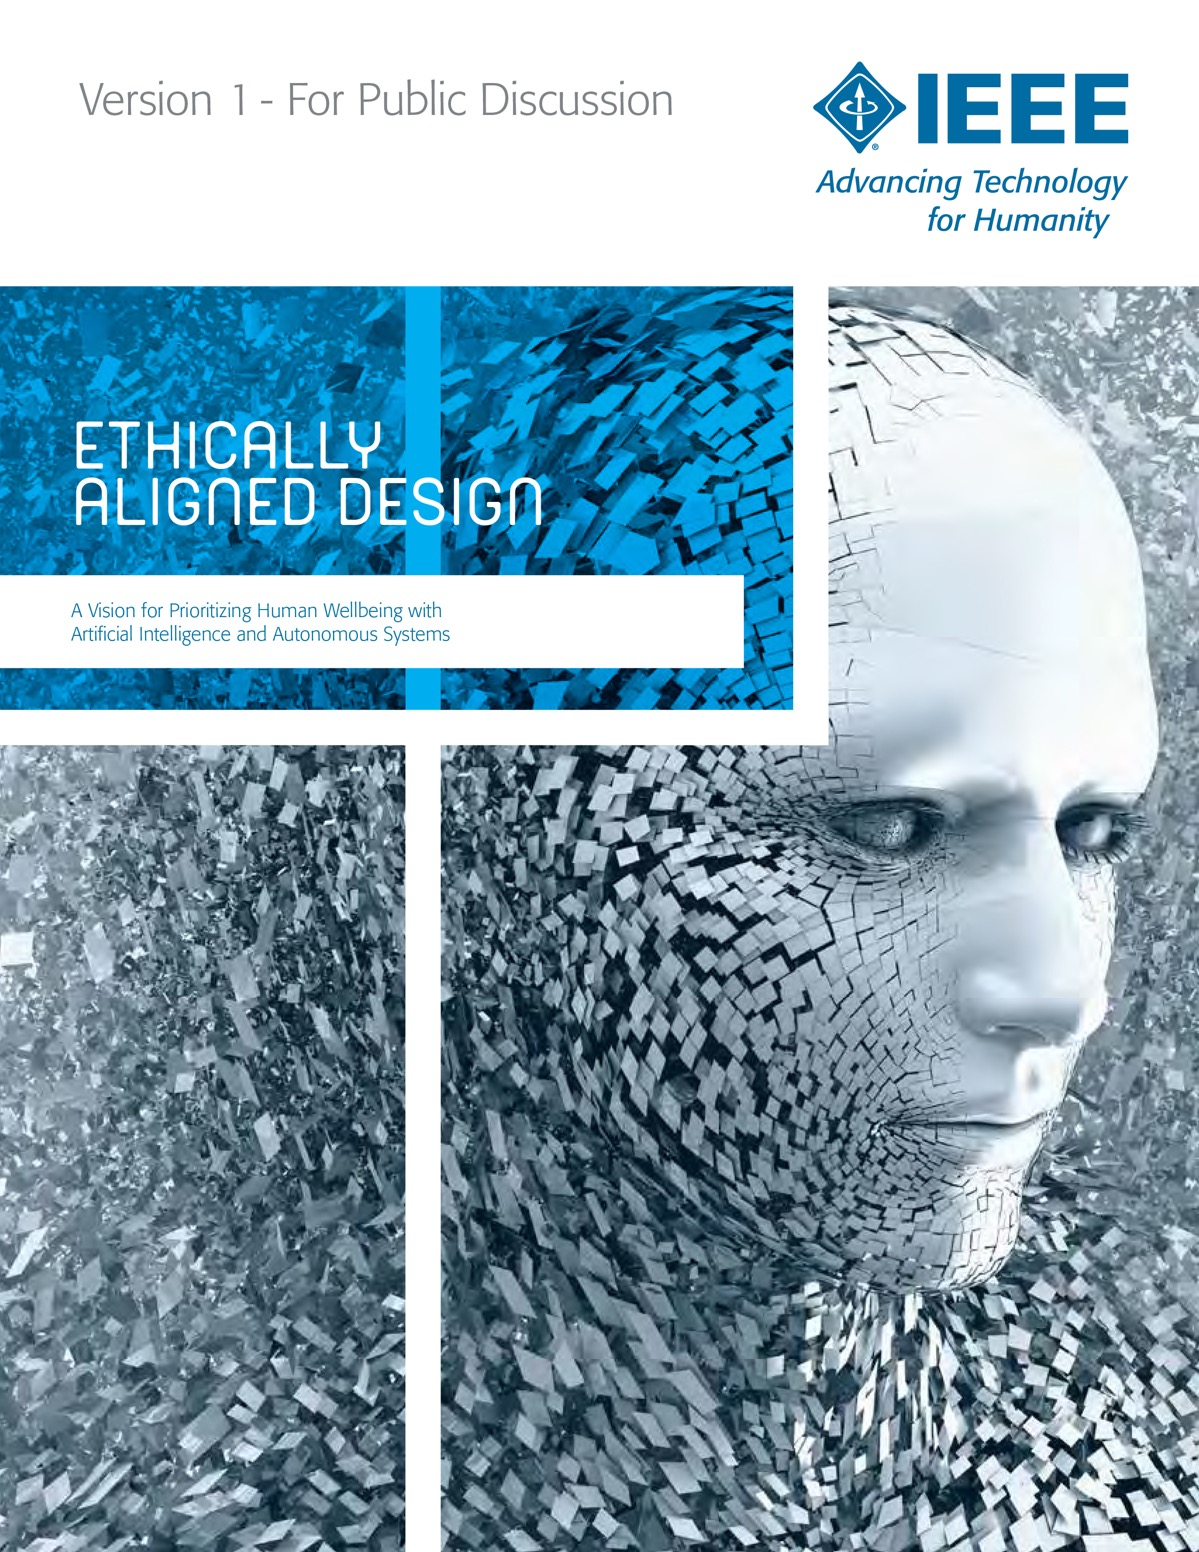 Version 1 - For Public Discussion
IEEE
®
Advancing Technology
for Humanity
ETHICALLY
ALIGNED DESIGN
A Vision for Prioritizing Human Wellbeing with
Artificial Intelligence and Autonomous Systems